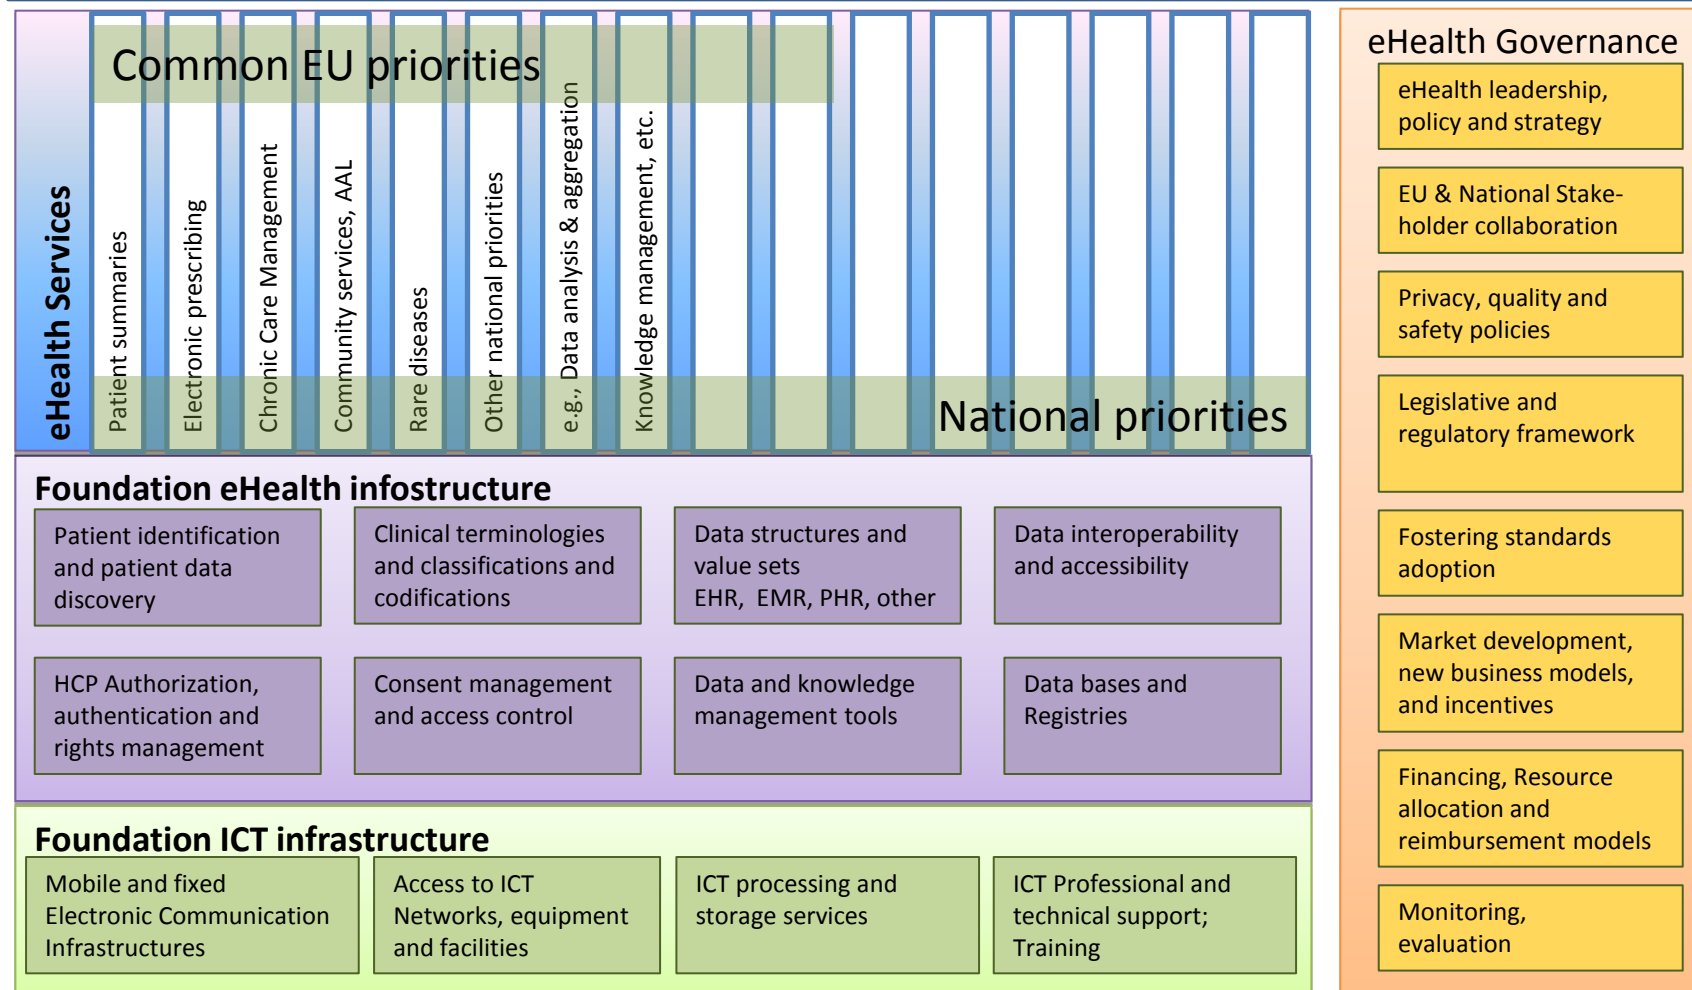 Common EU priorities
eHealth Services
Patient summaries
Electronic prescribing
Chronic Care Management
Community services, AAL
Rare diseases
Other national priorities
e.g., Data analysis & aggregation
Knowledge management, etc.
National priorities
Foundation eHealth infostructure
Patient identification
and patient data
discovery
Clinical terminologies
and classifications and
codifications
Data structures and
value sets
EHR,  EMR, PHR, other
Data interoperability
and accessibility
HCP Authorization,
authentication and
rights management
Consent management
and access control
Data and knowledge
management tools
Data bases and
Registries
Foundation ICT infrastructure
Mobile and fixed
Electronic Communication
Infrastructures
Access to ICT
Networks, equipment
and facilities
ICT processing and
storage services
ICT Professional and
technical support;
Training
eHealth Governance
eHealth leadership,
policy and strategy
EU & National Stake-
holder collaboration
Privacy, quality and
safety policies
Legislative and
regulatory framework
Fostering standards
adoption
Market development,
new business models,
and incentives
Financing, Resource
allocation and
reimbursement models
Monitoring,
evaluation